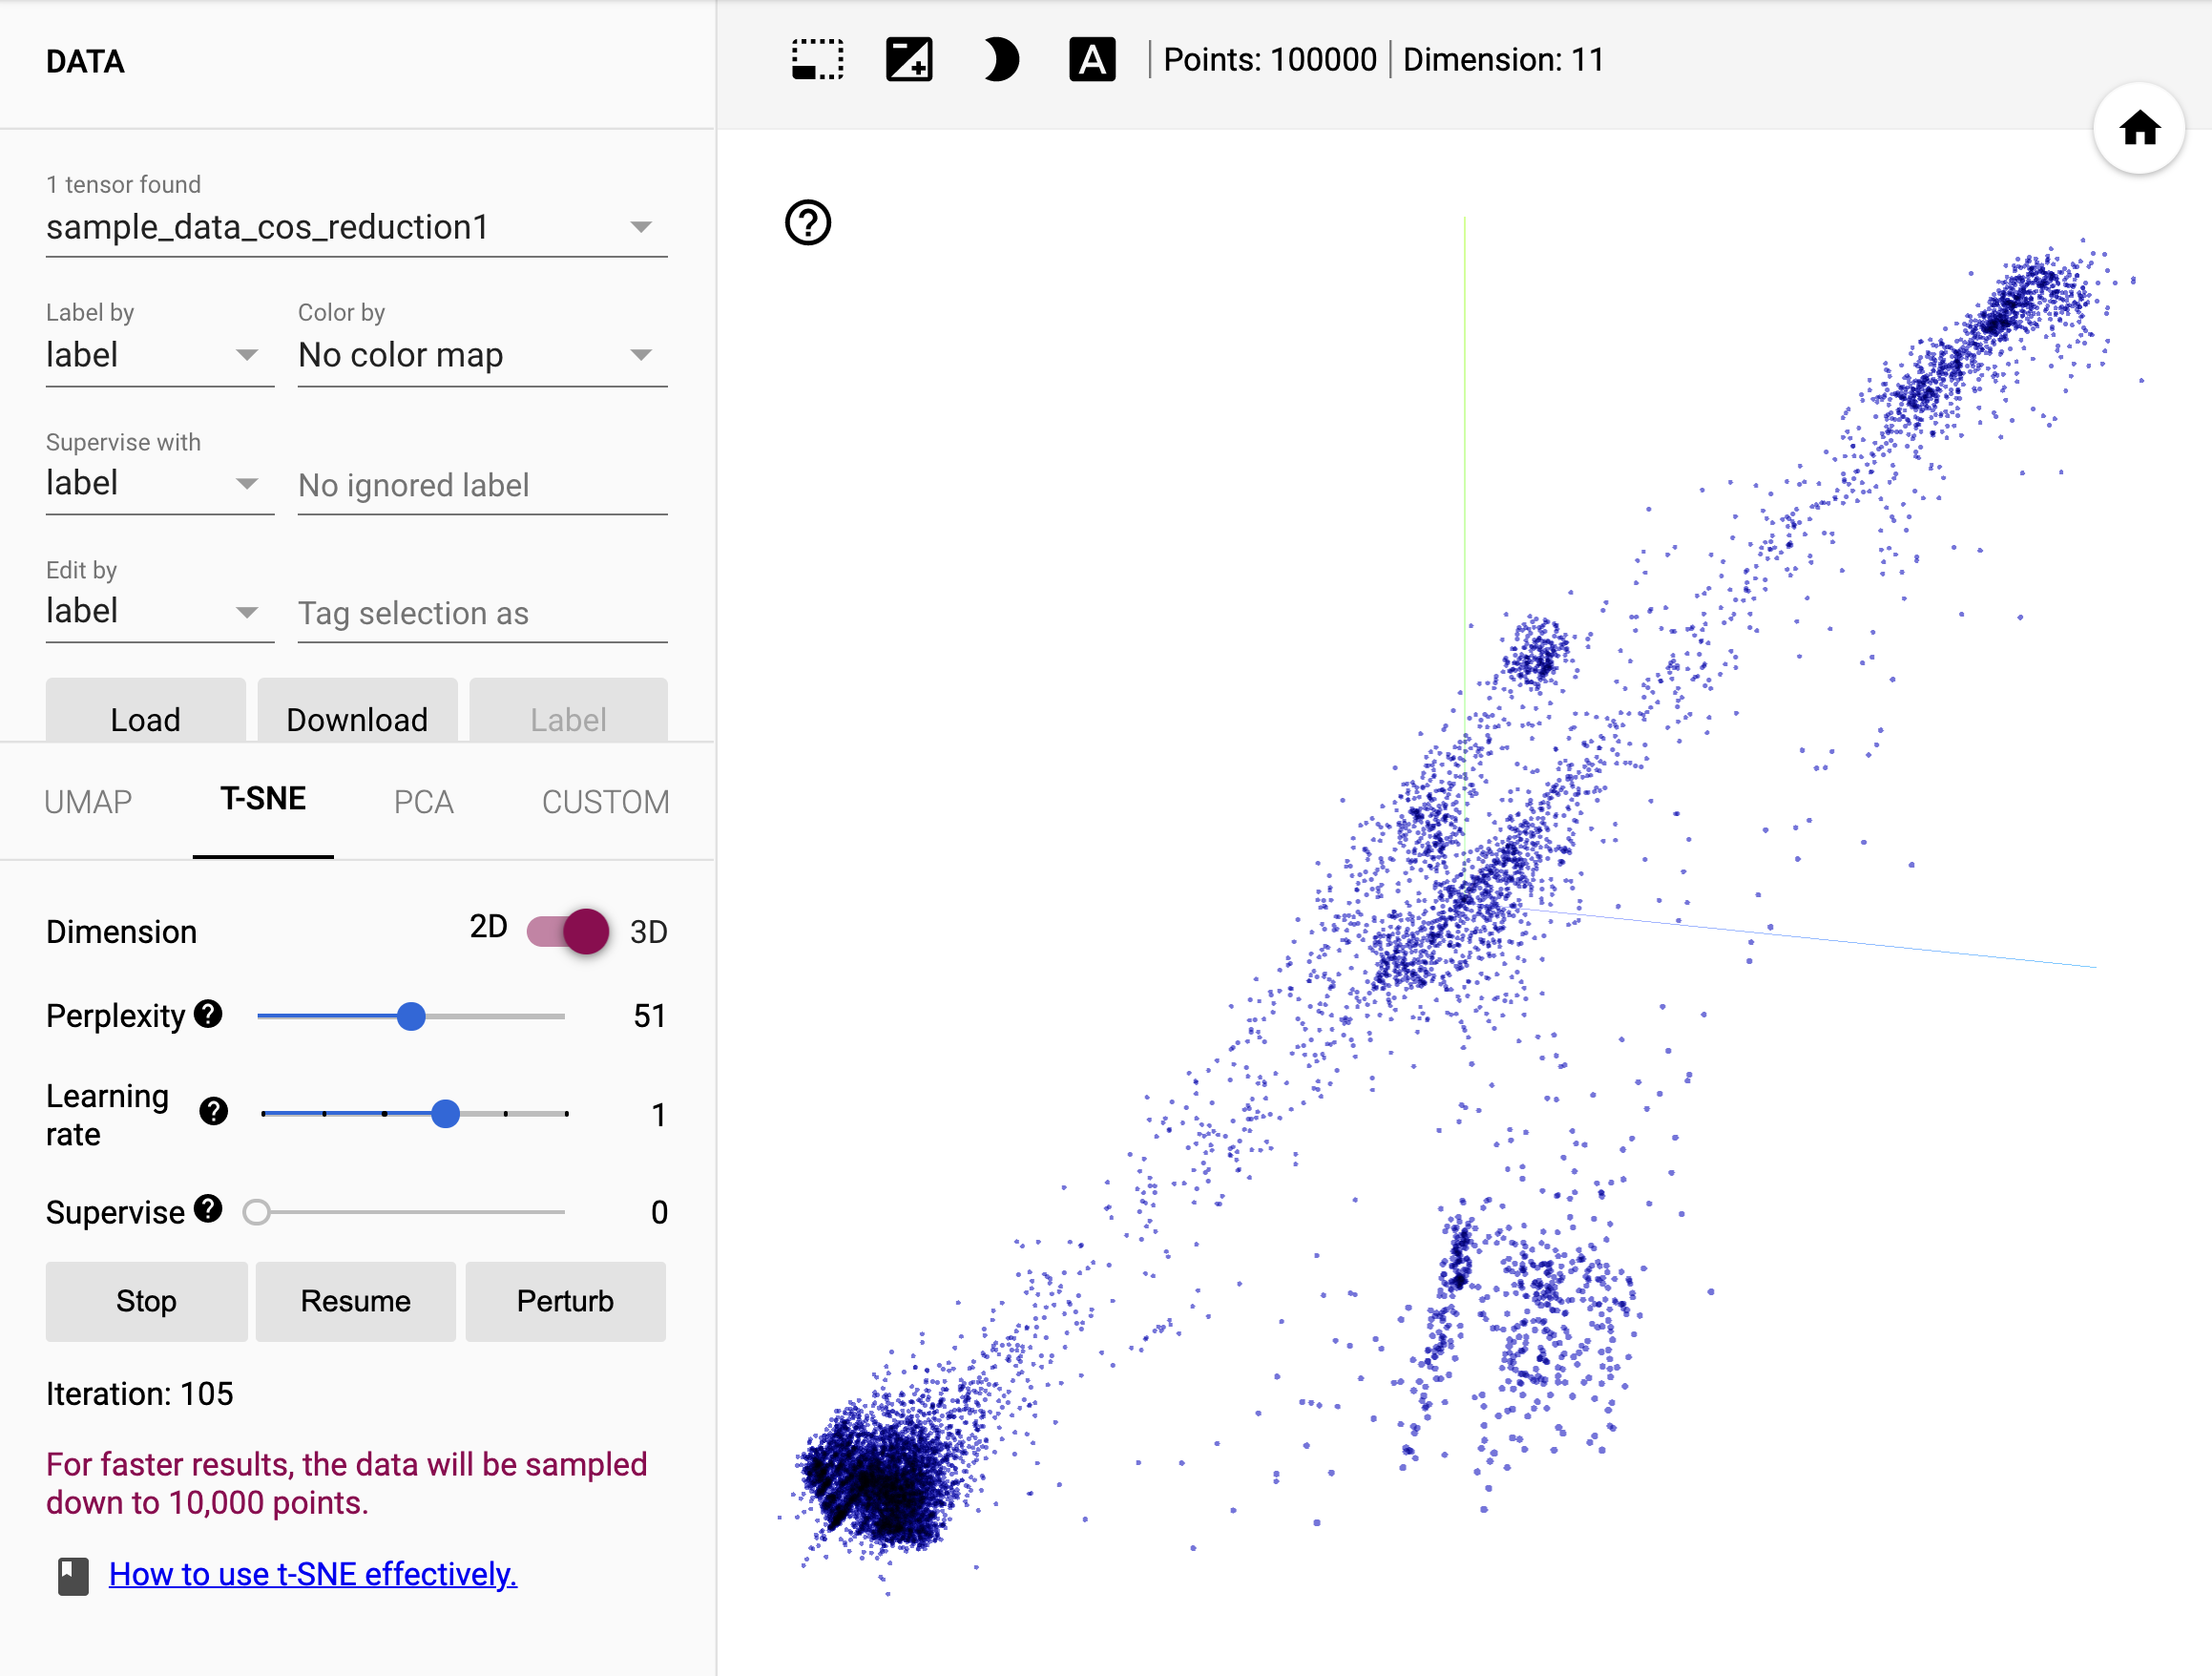 DATA
A
Points: 100000
Dimension: 11
1 tensor found
sample_data_cos_reduction1
Label by
Color by
label
No color map
Supervise with
label
No ignored label
Edit by
label
Tag selection as
Load
Download
Label
UMAP
T-SNE
PCA
CUSTOM
Dimension
2D
3D
Perplexity ?
51
Learning
rate
?
1
Supervise ?
0
Stop
Resume
Perturb
Iteration: 105
For faster results, the data will be sampled
down to 10,000 points.
How to use t-SNE effectively.
?